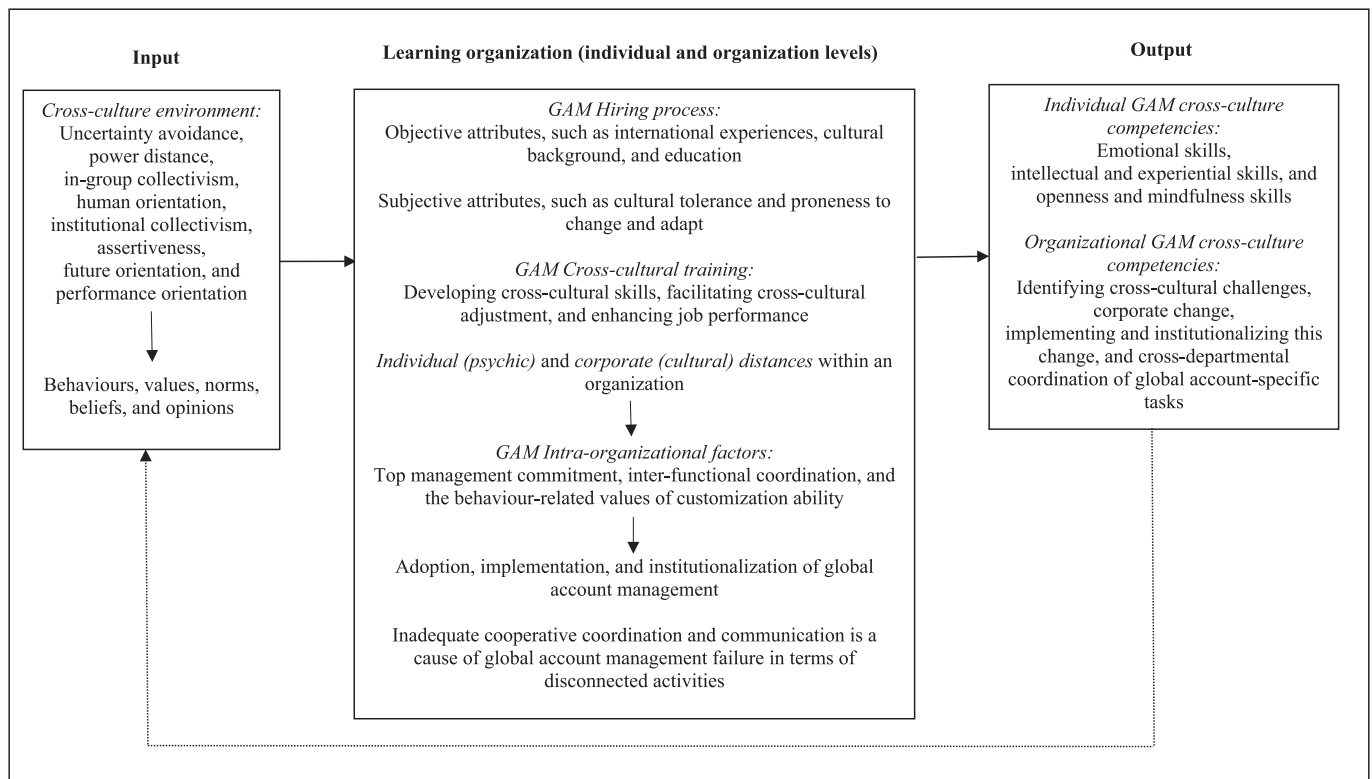 Input
Cross-culture environment:
Uncertainty avoidance,
power distance,
in-group collectivism,
human orientation,
institutional collectivism,
assertiveness,
future orientation, and
performance orientation
Behaviours, values, norms,
beliefs, and opinions
Learning organization (individual and organization levels)
GAM Hiring process:
Objective attributes, such as international experiences, cultural
background, and education
Subjective attributes, such as cultural tolerance and proneness to
change and adapt
GAM Cross-cultural training:
Developing cross-cultural skills, facilitating cross-cultural
adjustment, and enhancing job performance
Individual (psychic) and corporate (cultural) distances within an
organization
GAM Intra-organizational factors:
Top management commitment, inter-functional coordination, and
the behaviour-related values of customization ability
Adoption, implementation, and institutionalization of global
account management
Inadequate cooperative coordination and communication is a
cause of global account management failure in terms of
disconnected activities
Output
Individual GAM cross-culture
competencies:
Emotional skills,
intellectual and experiential skills, and
openness and mindfulness skills
Organizational GAM cross-culture
competencies:
Identifying cross-cultural challenges,
corporate change,
implementing and institutionalizing this
change, and cross-departmental
coordination of global account-specific
tasks